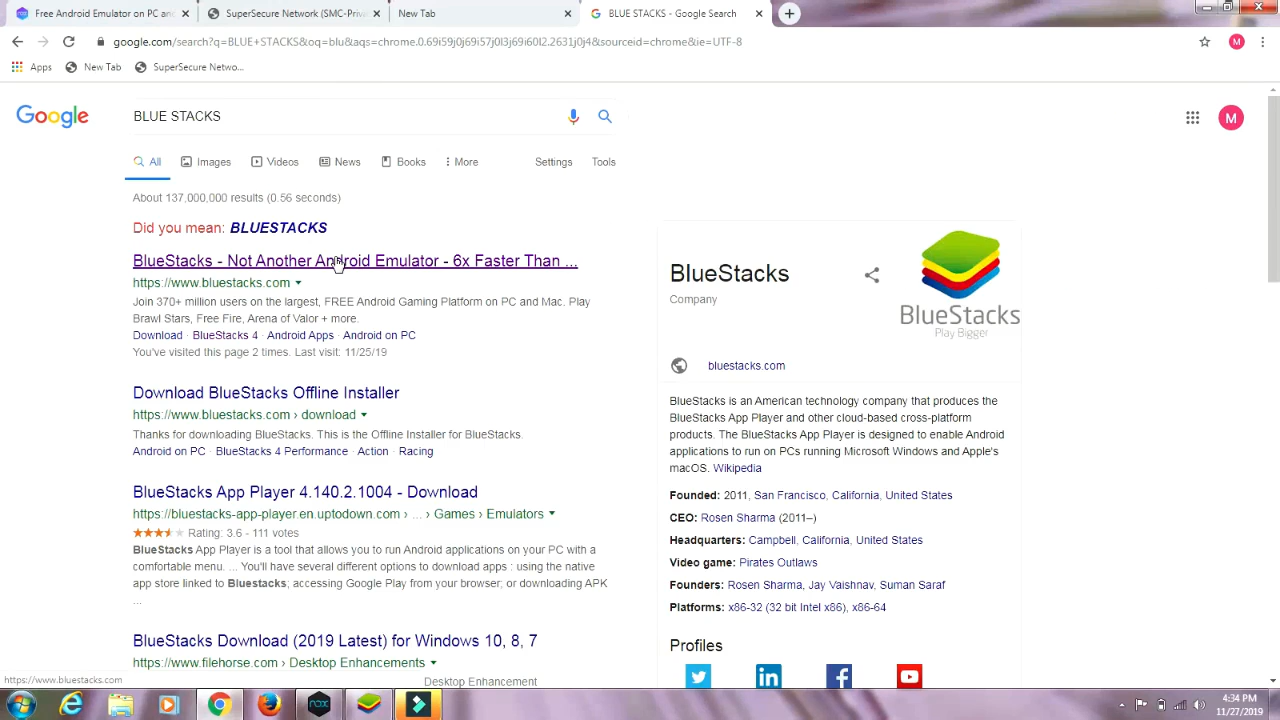 Free Android Emulator on PC and
SuperSecure Network (SMC-Priv
New Tab
BLUE STACKS - Google Search
google.com/search?q=BLUE+STACKS&oq=blu&aqs=chrome.0.69i59j0j69i57j0l3j69i60l2.2631j0j4&sourceid=chrome&ie=UTF-8
M
Apps
New Tab
SuperSecure Netwo...
Google
BLUE STACKS
M
All
Images
Videos
News
Books
More
Settings
Tools
About 137,000,000 results (0.56 seconds)
Did you mean: BLUESTACKS
BlueStacks - Not Another Android Emulator - 6x Faster Than ...
https://www.bluestacks.com
Join 370+ million users on the largest, FREE Android Gaming Platform on PC and Mac. Play
Brawl Stars, Free Fire, Arena of Valor + more.
Download · BlueStacks 4 · Android Apps · Android on PC
You've visited this page 2 times. Last visit: 11/25/19
Download BlueStacks Offline Installer
https://www.bluestacks.com › download
Thanks for downloading BlueStacks. This is the Offline Installer for BlueStacks.
Android on PC · BlueStacks 4 Performance · Action · Racing
BlueStacks App Player 4.140.2.1004 - Download
https://bluestacks-app-player.en.uptodown.com › ... › Games › Emulators
Rating: 3.6 - 111 votes
BlueStacks App Player is a tool that allows you to run Android applications on your PC with a
comfortable menu. ... You'll have several different options to download apps : using the native
app store linked to Bluestacks; accessing Google Play from your browser; or downloading APK
...
BlueStacks Download (2019 Latest) for Windows 10, 8, 7
https://www.filehorse.com › Desktop Enhancements
Desktop Enhancement
https://www.bluestacks.com
BlueStacks
Company
BlueStacks
Play Bigger
bluestacks.com
BlueStacks is an American technology company that produces the
BlueStacks App Player and other cloud-based cross-platform
products. The BlueStacks App Player is designed to enable Android
applications to run on PCs running Microsoft Windows and Apple's
macOS. Wikipedia
Founded: 2011, San Francisco, California, United States
CEO: Rosen Sharma (2011–)
Headquarters: Campbell, California, United States
Video game: Pirates Outlaws
Founders: Rosen Sharma, Jay Vaishnav, Suman Saraf
Platforms: x86-32 (32 bit Intel x86), x86-64
Profiles
nox
4:34 PM
11/27/2019